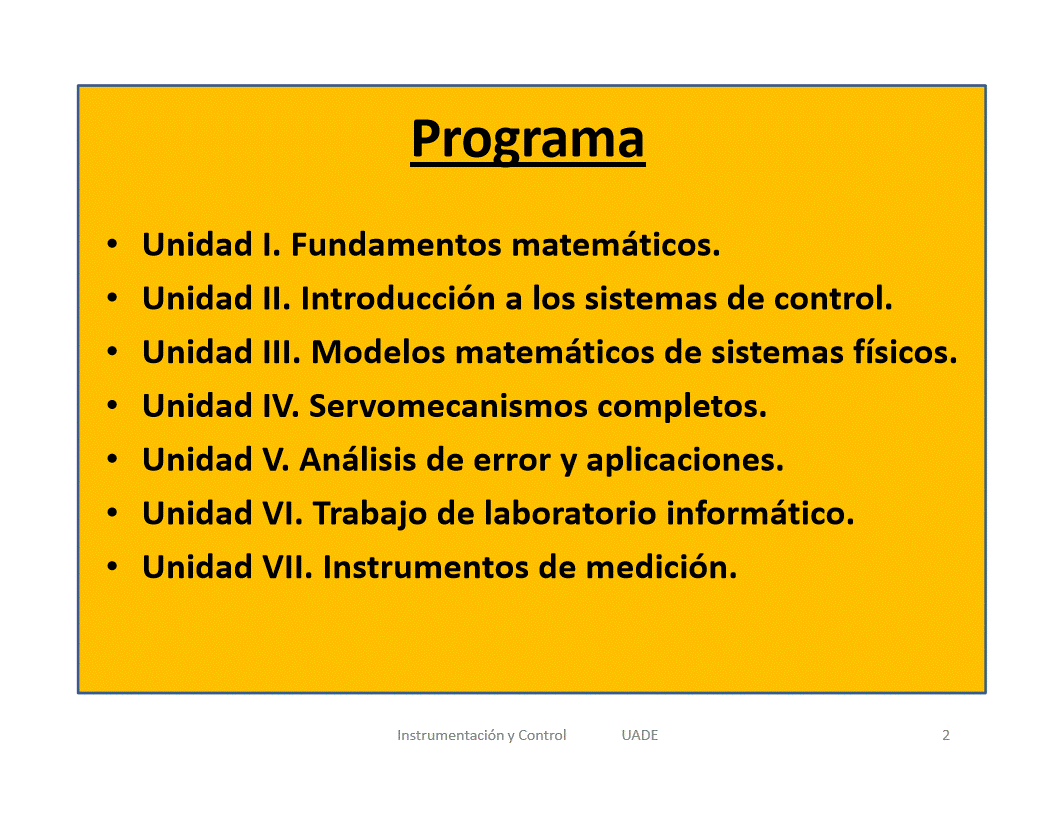 Programa
• Unidad I. Fundamentos matemáticos.
• Unidad II. Introducción a los sistemas de control.
• Unidad III. Modelos matemáticos de sistemas físicos.
• Unidad IV. Servomecanismos completos.
• Unidad V. Análisis de error y aplicaciones.
• Unidad VI. Trabajo de laboratorio informático.
• Unidad VII. Instrumentos de medición.
Instrumentación y Control UADE 2